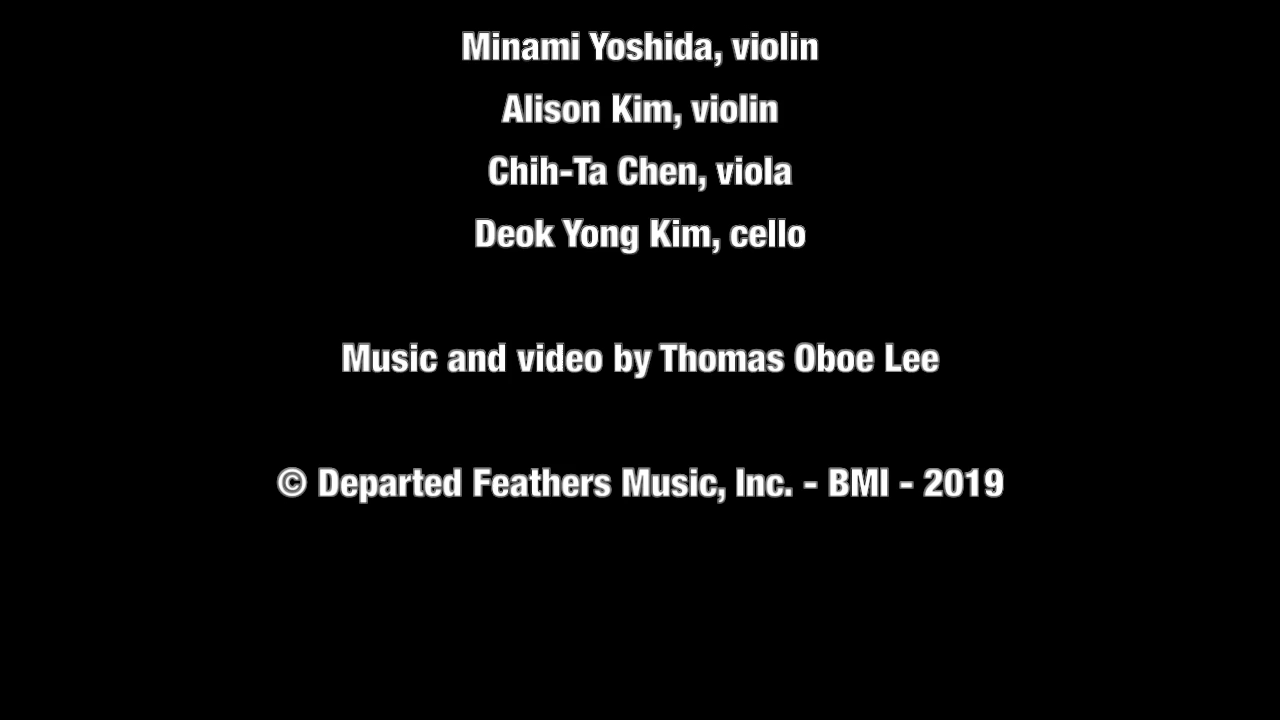 Minami Yoshida, violin
Alison Kim, violin
Chih-Ta Chen, viola
Deok Yong Kim, cello
Music and video by Thomas Oboe Lee
© Departed Feathers Music, Inc. - BMI - 2019